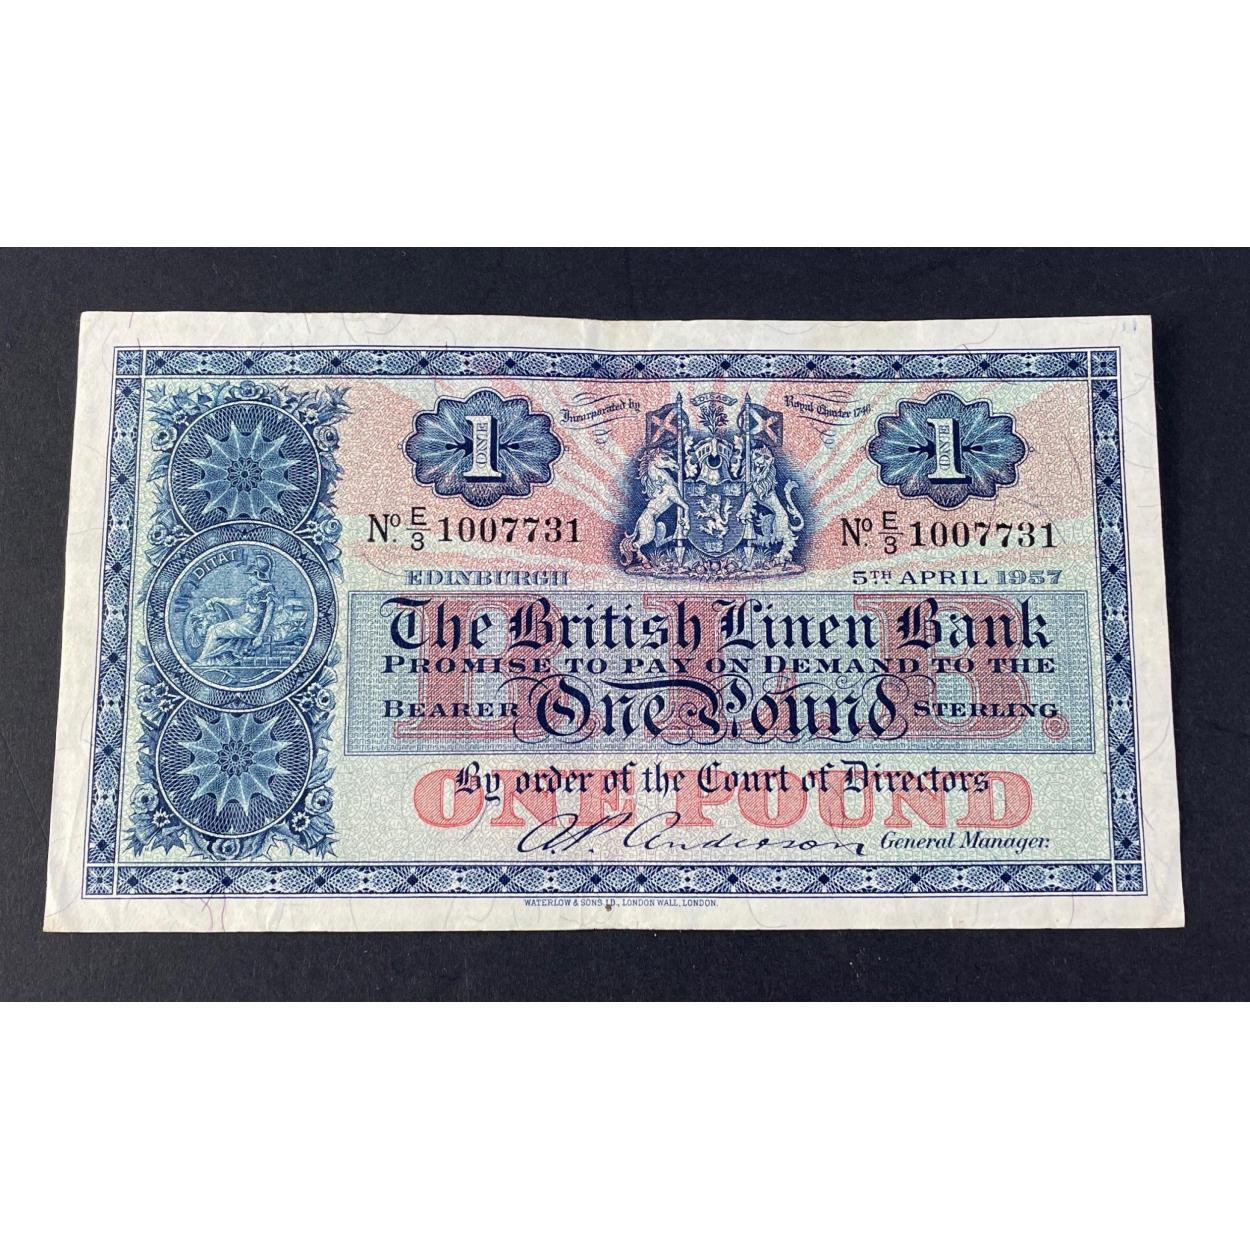 DITAT
1 ONE
Incorporated by
Royal Charter 1746
1 ONE
No. E/3 1007731
No. E/3 1007731
EDINBURGH
5TH APRIL 1957
The British Linen Bank
PROMISE TO PAY ON DEMAND TO THE
BEARER One Pound STERLING
B.L.B.
By order of the Court of Directors
ONE POUND
A.P. Anderson General Manager.
WATERLOW & SONS LD., LONDON WALL, LONDON.